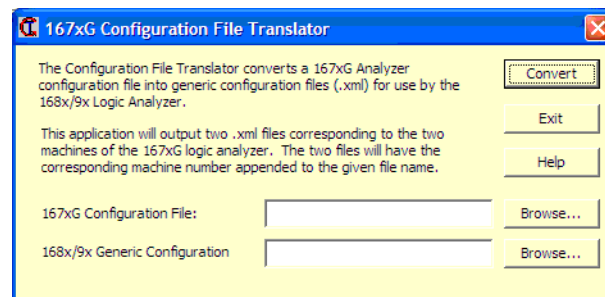 167xG Configuration File Translator
The Configuration File Translator converts a 167xG Analyzer
configuration file into generic configuration files (.xml) for use by the
168x/9x Logic Analyzer.
This application will output two .xml files corresponding to the two
machines of the 167xG logic analyzer. The two files will have the
corresponding machine number appended to the given file name.
Convert
Exit
Help
167xG Configuration File:
Browse...
168x/9x Generic Configuration
Browse...